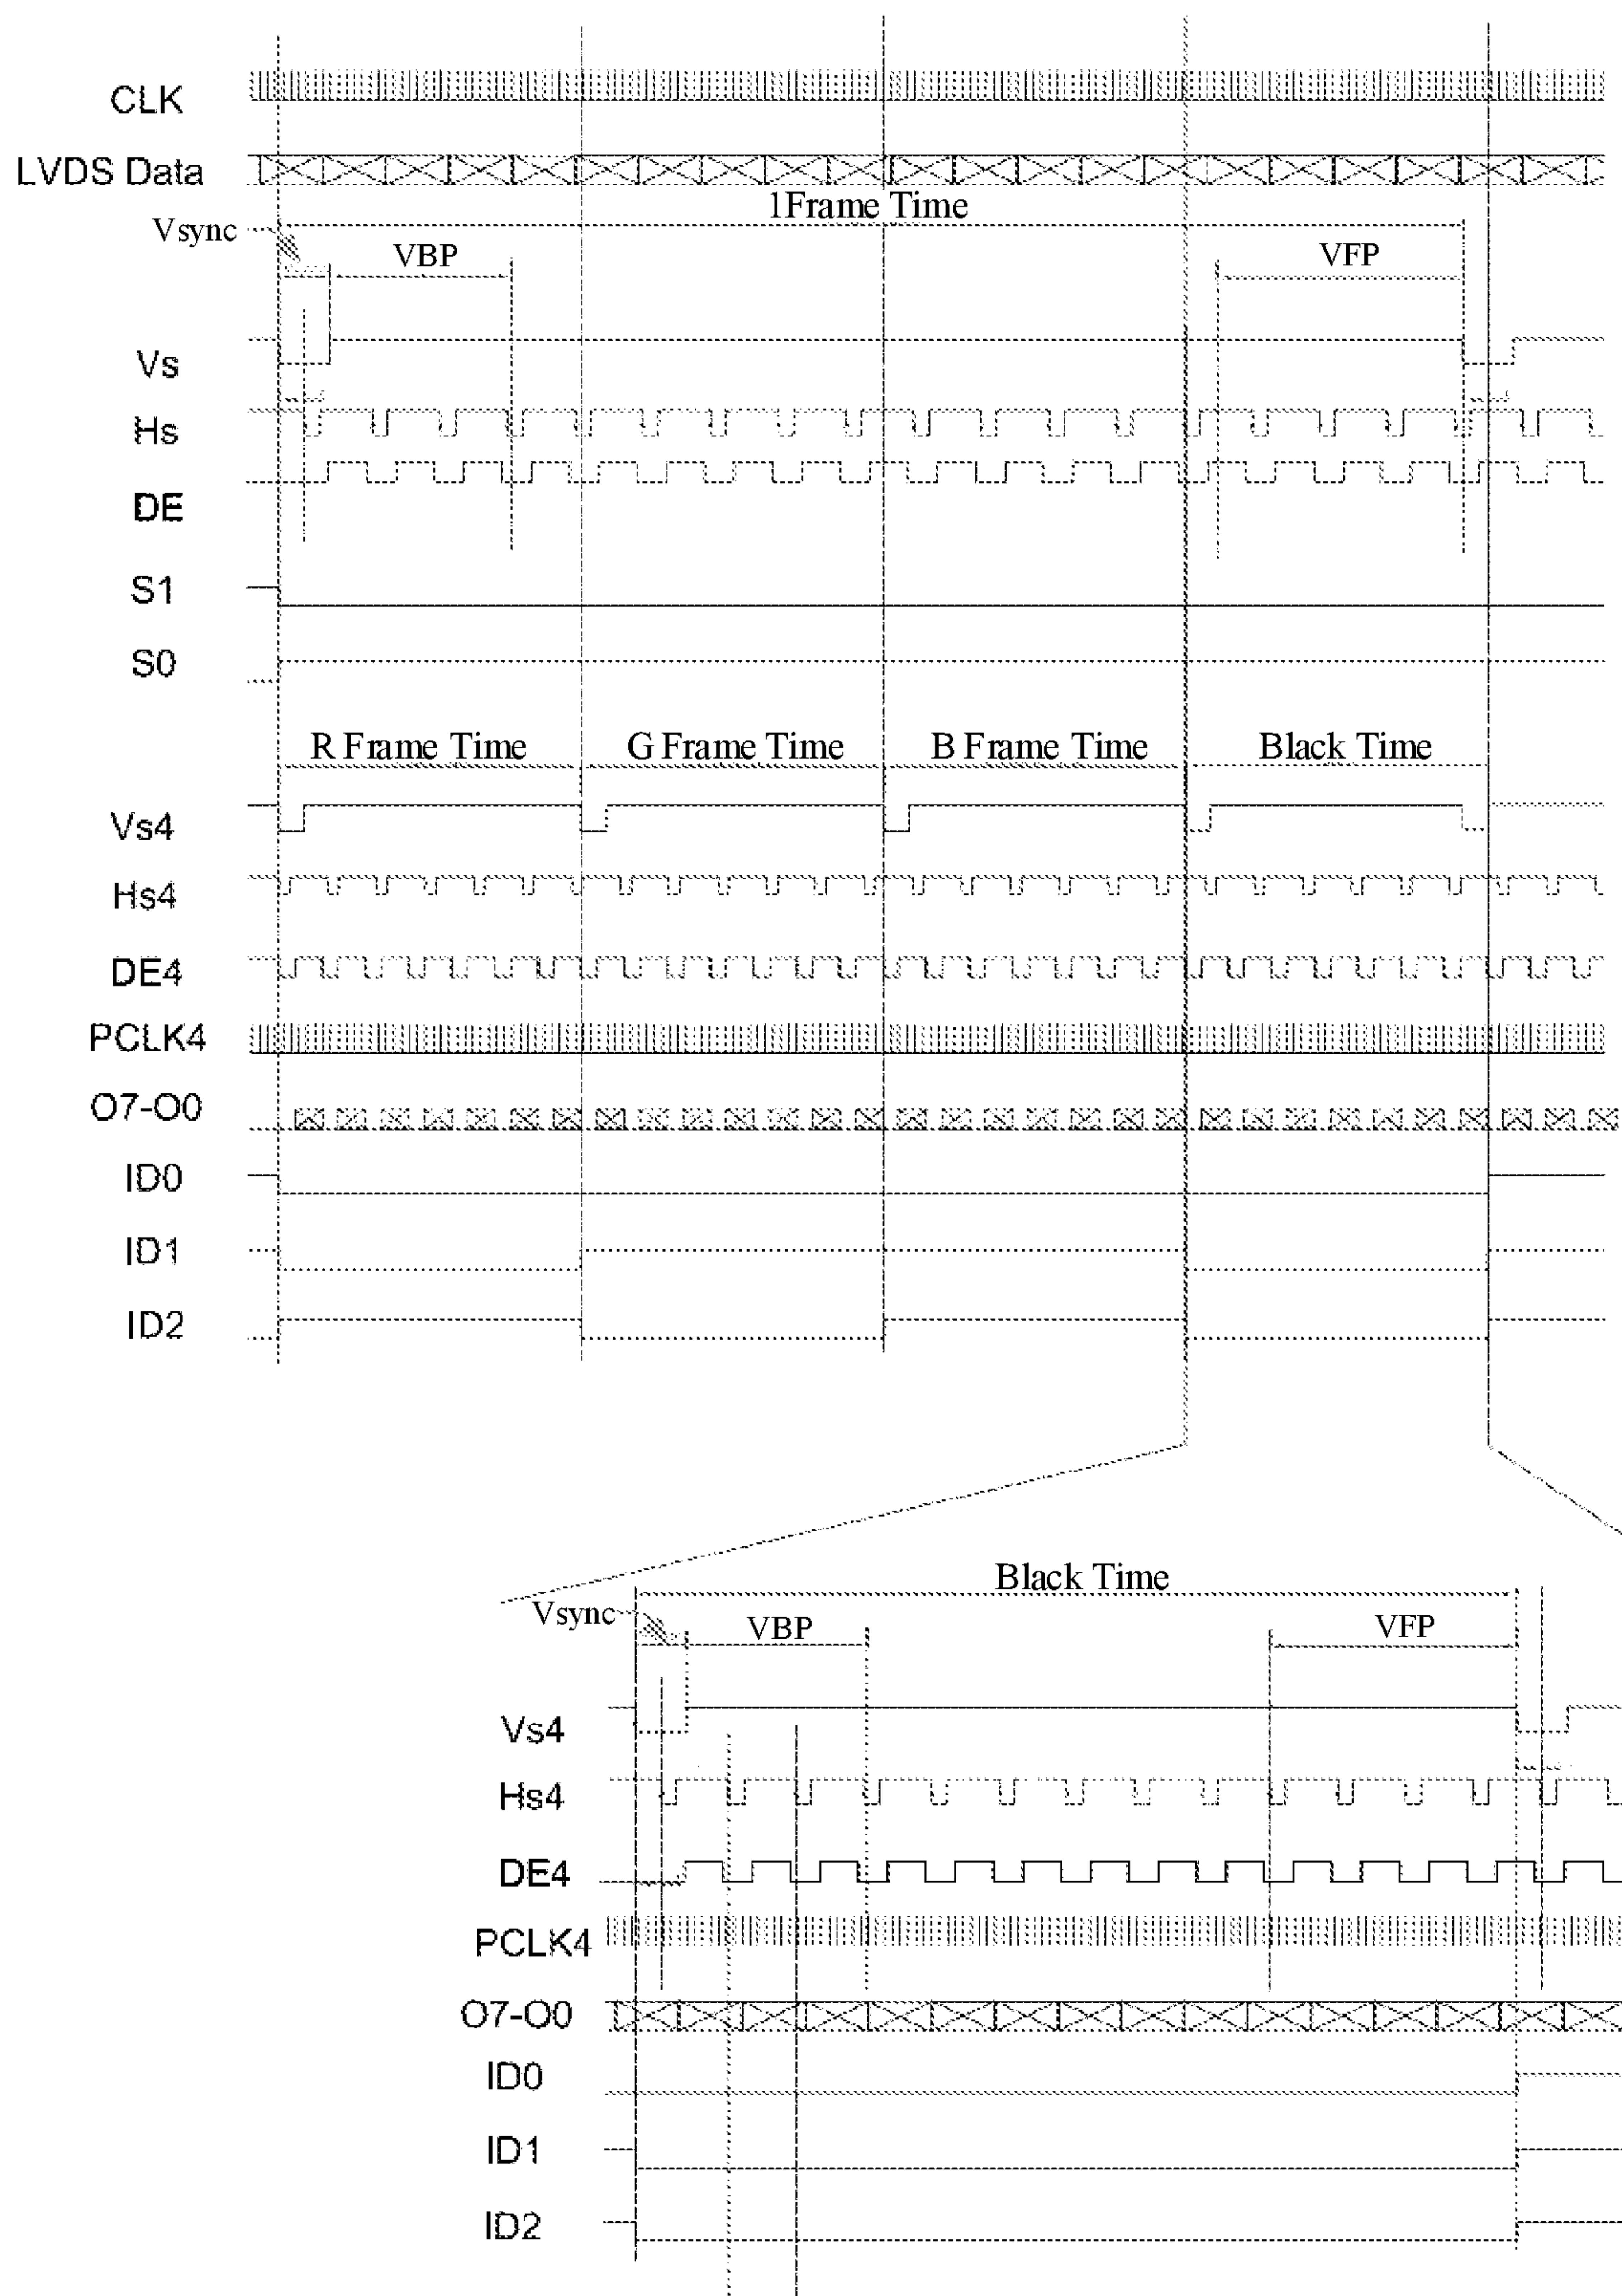 CLK
LVDS Data
1Frame Time
Vsync
VBP
VFP
Vs
Hs
DE
S1
S0
R Frame Time
G Frame Time
B Frame Time
Black Time
Vs4
Hs4
DE4
PCLK4
O7-O0
ID0
ID1
ID2
Black Time
Vsync
VBP
VFP
Vs4
Hs4
DE4
PCLK4
O7-O0
ID0
ID1
ID2